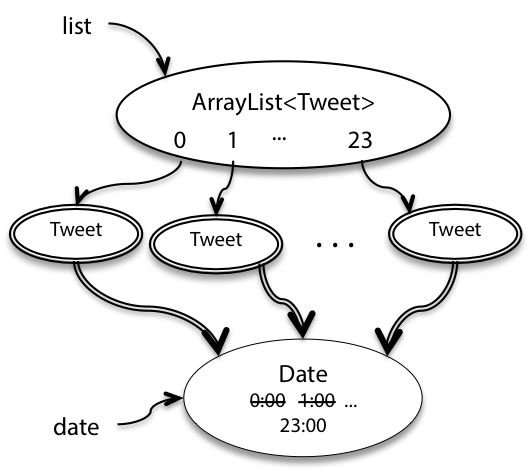 list
ArrayList<Tweet>
0 1 ... 23
Tweet Tweet ... Tweet
Date
0:00 1:00 ...
date 23:00